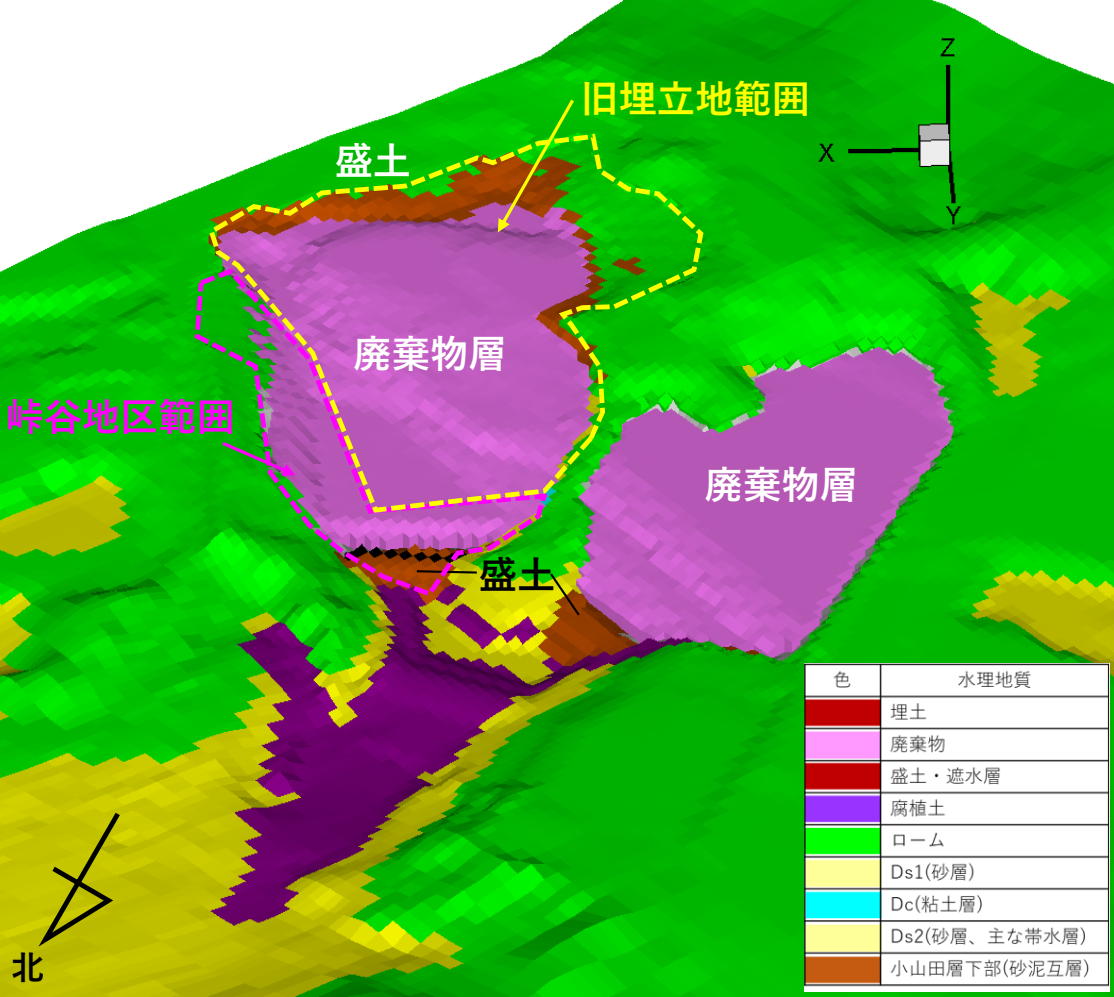 Z
旧埋立地範囲
盛土
X
Y
廃棄物層
峠谷地区範囲
廃棄物層
盛土
色 水理地質
埋土
廃棄物
盛土・遮水層
腐植土
ローム
Ds1(砂層)
Dc(粘土層)
Ds2(砂層、主な帯水層)
小山田層下部(砂泥互層)
北